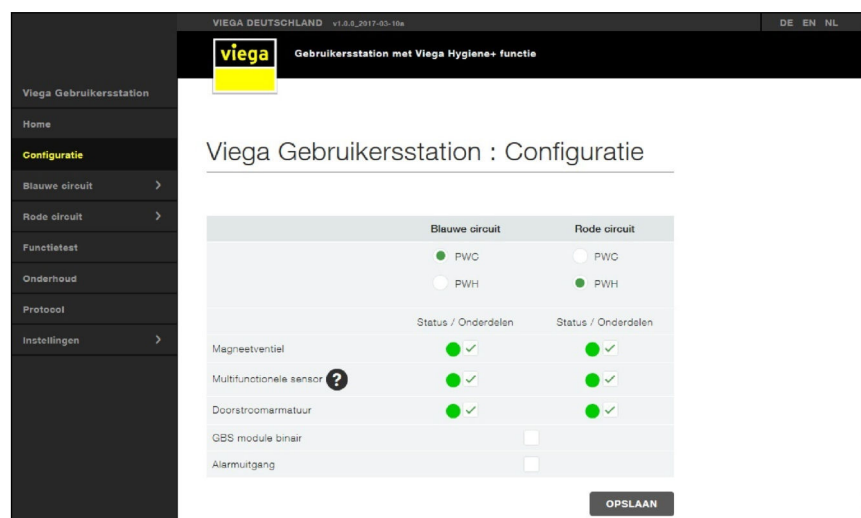 VIEGA DEUTSCHLAND v1.0.0_2017-03-10a
DE EN NL
viega
Gebruikersstation met Viega Hygiene+ functie
Viega Gebruikersstation
Home
Configuratie
Blauwe circuit
Rode circuit
Functietest
Onderhoud
Protocol
Instellingen
Viega Gebruikersstation : Configuratie
Blauwe circuit Rode circuit
PWC PWC
PWH PWH
Status / Onderdelen Status / Onderdelen
Magneetventiel
Multifunctionele sensor ?
Doorstroomarmatuur
GBS module binair
Alarmuitgang
OPSLAAN